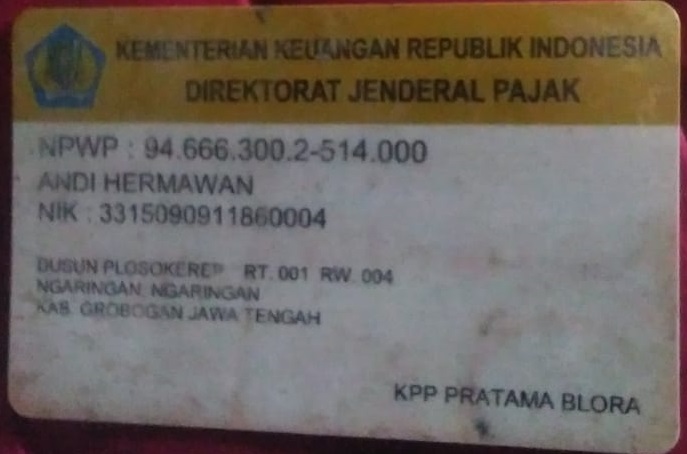 KEMENTERIAN KEUANGAN REPUBLIK INDONESIA
DIREKTORAT JENDERAL PAJAK
NPWP : 94.666.300.2-514.000
ANDI HERMAWAN
NIK : 3315090911860004
DUSUN PLOSOKEREP RT. 001 RW. 004
NGARINGAN, NGARINGAN
KAB. GROBOGAN JAWA TENGAH
KPP PRATAMA BLORA